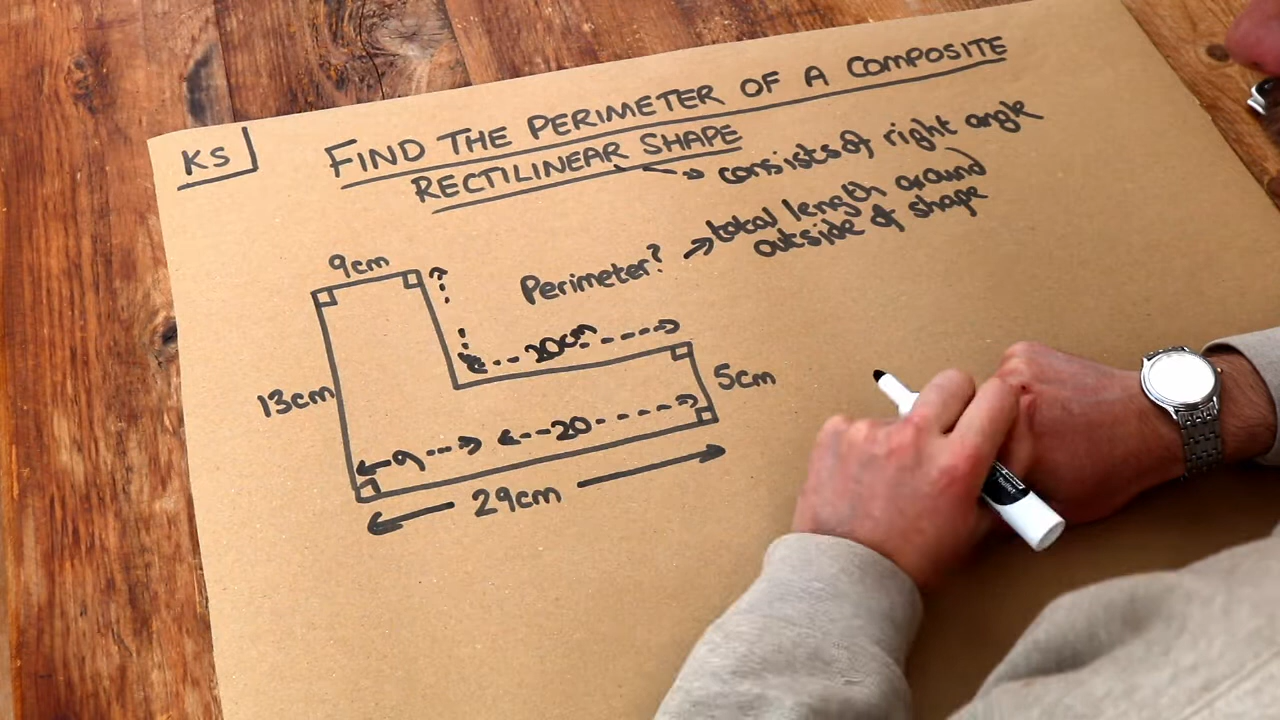 KS
FIND THE PERIMETER OF A COMPOSITE
RECTILINEAR SHAPE
consists of right angle
Perimeter?
total length around
outside of shape
9cm
20cm
13cm
5cm
9
20
29cm
bullet